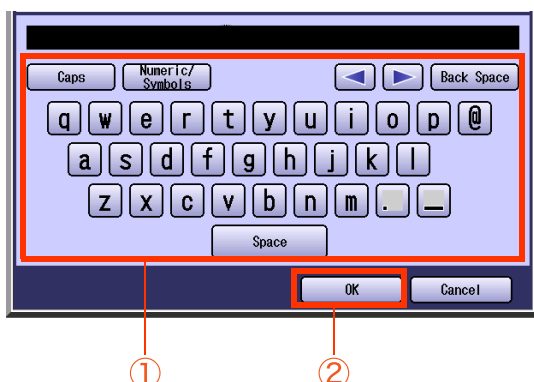 Caps Numeric/ Back Space
Symbols
q w e r t y u i o p @
a s d f g h j k l
z x c v b n m . _
Space
OK Cancel
① ②